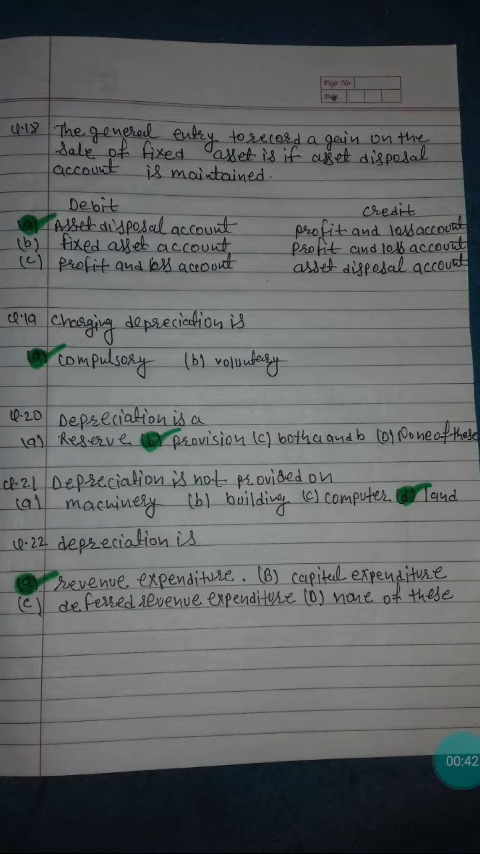 Page No.
Date
Q.18 The general entry to record a gain on the
sale of fixed asset is if asset disposal
account is maintained.
Debit credit
(a) Asset disposal account profit and loss account
(b) fixed asset account profit and loss account
(c) profit and loss account asset disposal account
Q.19 Charging depreciation is
(a) compulsory (b) voluntary
Q.20 Depreciation is a
(a) Reserve (b) provision (c) both a and b (D) None of these
Q.21 Depreciation is not provided on
(a) machinery (b) building (c) computer (d) land
Q.22 depreciation is
(a) revenue expenditure. (B) capital expenditure
(c) deferred revenue expenditure (D) none of these
00:42